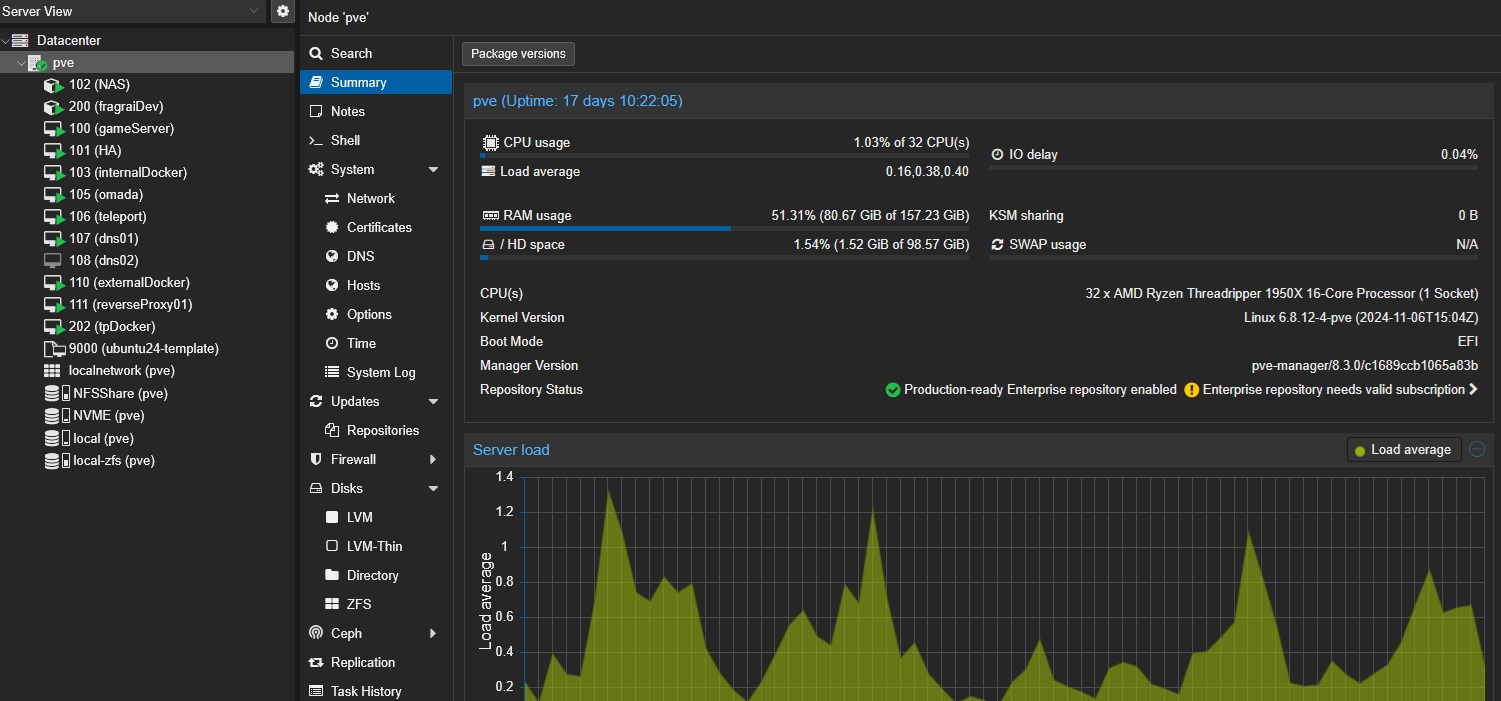 Server View
Datacenter
pve
102 (NAS)
200 (fragraiDev)
100 (gameServer)
101 (HA)
103 (internalDocker)
105 (omada)
106 (teleport)
107 (dns01)
108 (dns02)
110 (externalDocker)
111 (reverseProxy01)
202 (tpDocker)
9000 (ubuntu24-template)
localnetwork (pve)
NFSShare (pve)
NVME (pve)
local (pve)
local-zfs (pve)
Node 'pve'
Search
Summary
Notes
Shell
System
Network
Certificates
DNS
Hosts
Options
Time
System Log
Updates
Repositories
Firewall
Disks
LVM
LVM-Thin
Directory
ZFS
Ceph
Replication
Task History
Package versions
pve (Uptime: 17 days 10:22:05)
CPU usage 1.03% of 32 CPU(s)
Load average 0.16,0.38,0.40
IO delay 0.04%
RAM usage 51.31% (80.67 GiB of 157.23 GiB)
KSM sharing 0 B
/ HD space 1.54% (1.52 GiB of 98.57 GiB)
SWAP usage N/A
CPU(s) 32 x AMD Ryzen Threadripper 1950X 16-Core Processor (1 Socket)
Kernel Version Linux 6.8.12-4-pve (2024-11-06T15:04Z)
Boot Mode EFI
Manager Version pve-manager/8.3.0/c1689ccb1065a83b
Repository Status Production-ready Enterprise repository enabled Enterprise repository needs valid subscription
Server load
Load average
1.4
1.2
1
0.8
0.6
0.4
0.2
Load average